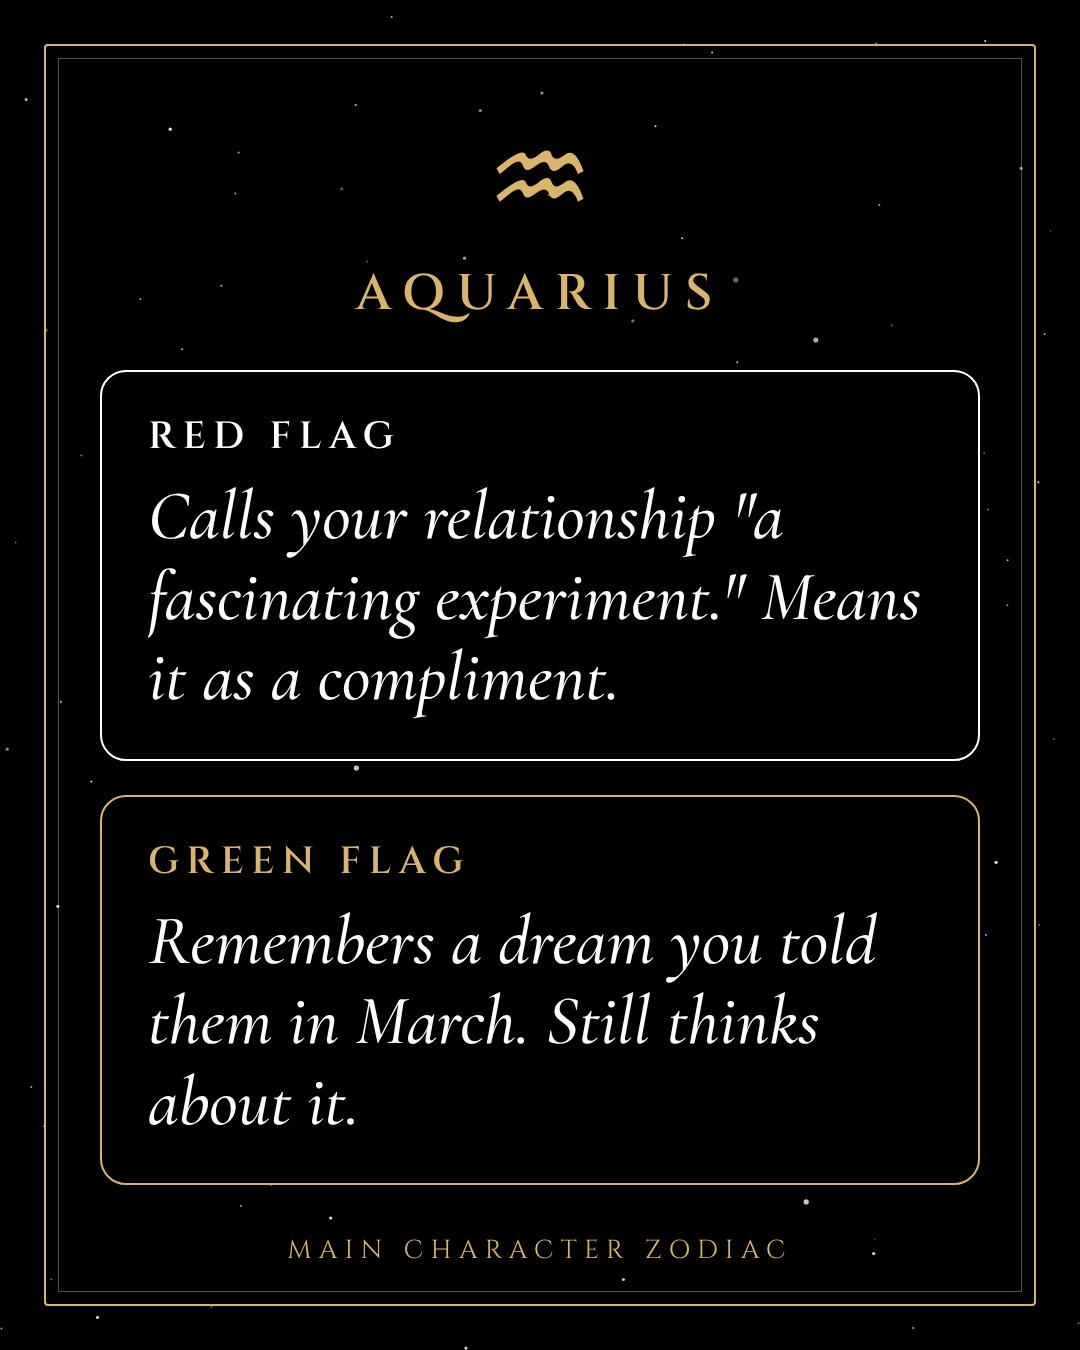 AQUARIUS
RED FLAG
Calls your relationship "a
fascinating experiment." Means
it as a compliment.
GREEN FLAG
Remembers a dream you told
them in March. Still thinks
about it.
MAIN CHARACTER ZODIAC